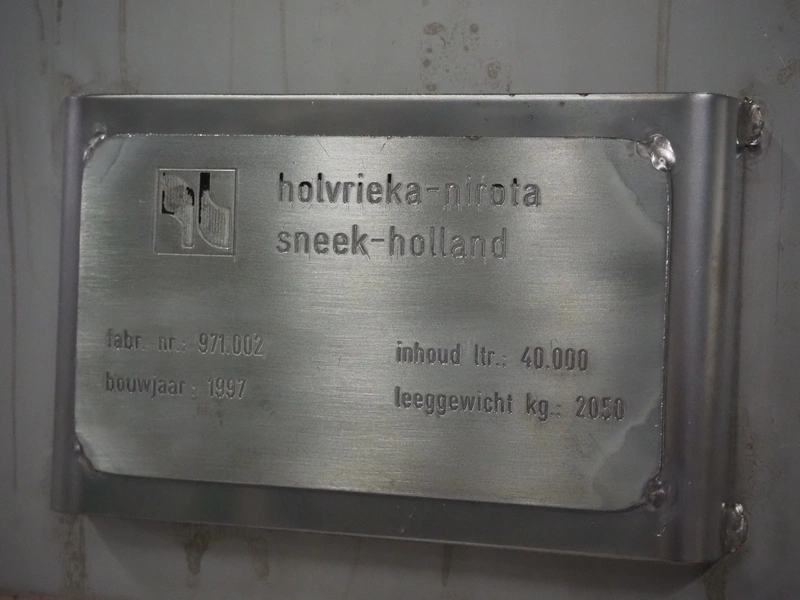 holvrieka-nirota
sneek-holland
fabr. nr.: 971.002
bouwjaar : 1997
inhoud ltr.: 40.000
leeggewicht kg.: 2050